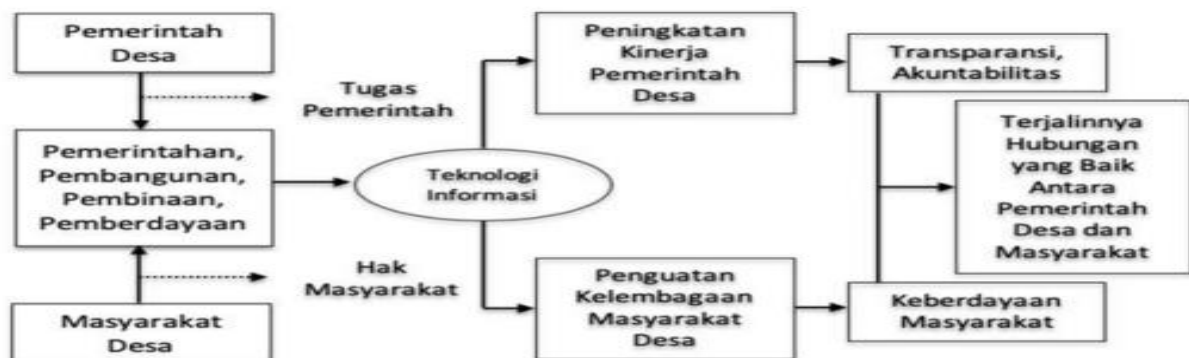 Pemerintah
Desa
Tugas
Pemerintah
Pemerintahan,
Pembangunan,
Pembinaan,
Pemberdayaan
Hak
Masyarakat
Masyarakat
Desa
Teknologi
Informasi
Peningkatan
Kinerja
Pemerintah
Desa
Penguatan
Kelembagaan
Masyarakat
Desa
Transparansi,
Akuntabilitas
Terjalinnya
Hubungan
yang Baik
Antara
Pemerintah
Desa dan
Masyarakat
Keberdayaan
Masyarakat